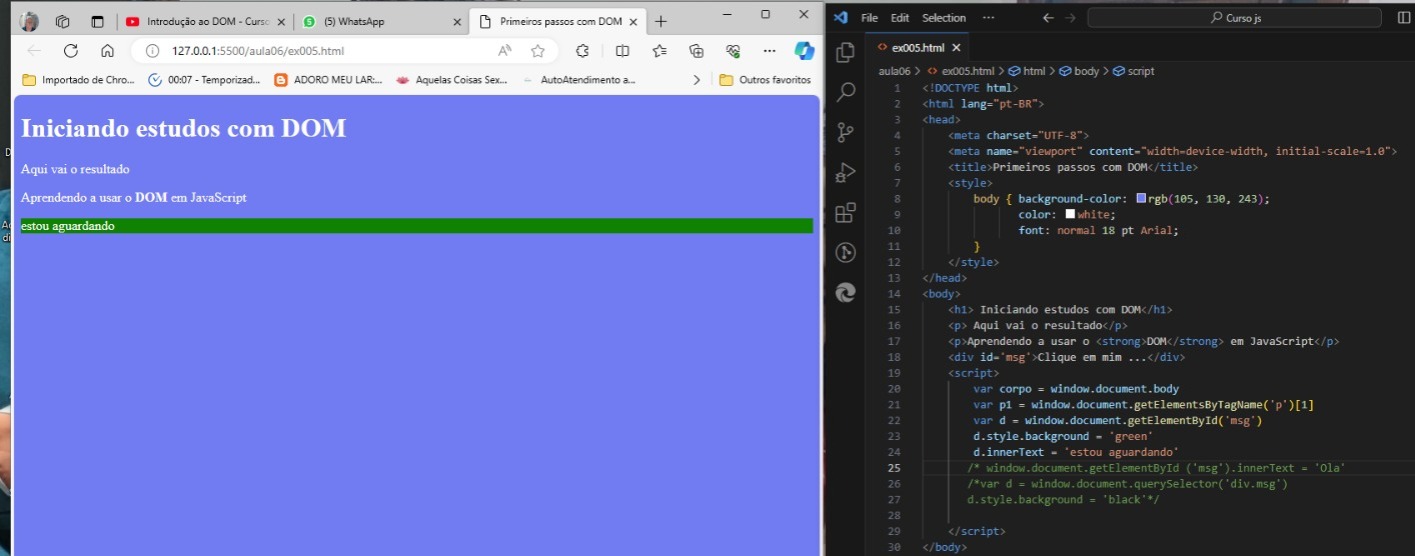 Introdução ao DOM - Curso
(5) WhatsApp
Primeiros passos com DOM
127.0.0.1:5500/aula06/ex005.html
Importado de Chro...
00:07 - Temporizad...
ADORO MEU LAR:...
Aquelas Coisas Sex...
AutoAtendimento a...
Outros favoritos
Iniciando estudos com DOM
Aqui vai o resultado
Aprendendo a usar o DOM em JavaScript
estou aguardando
File Edit Selection ...
Curso js
ex005.html
aula06 > ex005.html > html > body > script
1 <!DOCTYPE html>
2 <html lang="pt-BR">
3 <head>
4 <meta charset="UTF-8">
5 <meta name="viewport" content="width=device-width, initial-scale=1.0">
6 <title>Primeiros passos com DOM</title>
7 <style>
8 body { background-color: rgb(105, 130, 243);
9 color: white;
10 font: normal 18 pt Arial;
11 }
12 </style>
13 </head>
14 <body>
15 <h1> Iniciando estudos com DOM</h1>
16 <p> Aqui vai o resultado</p>
17 <p>Aprendendo a usar o <strong>DOM</strong> em JavaScript</p>
18 <div id='msg'>Clique em mim ...</div>
19 <script>
20 var corpo = window.document.body
21 var p1 = window.document.getElementsByTagName('p')[1]
22 var d = window.document.getElementById('msg')
23 d.style.background = 'green'
24 d.innerText = 'estou aguardando'
25 /* window.document.getElementById ('msg').innerText = 'Ola'
26 /*var d = window.document.querySelector('div.msg')
27 d.style.background = 'black'*/
28
29 </script>
30 </body>